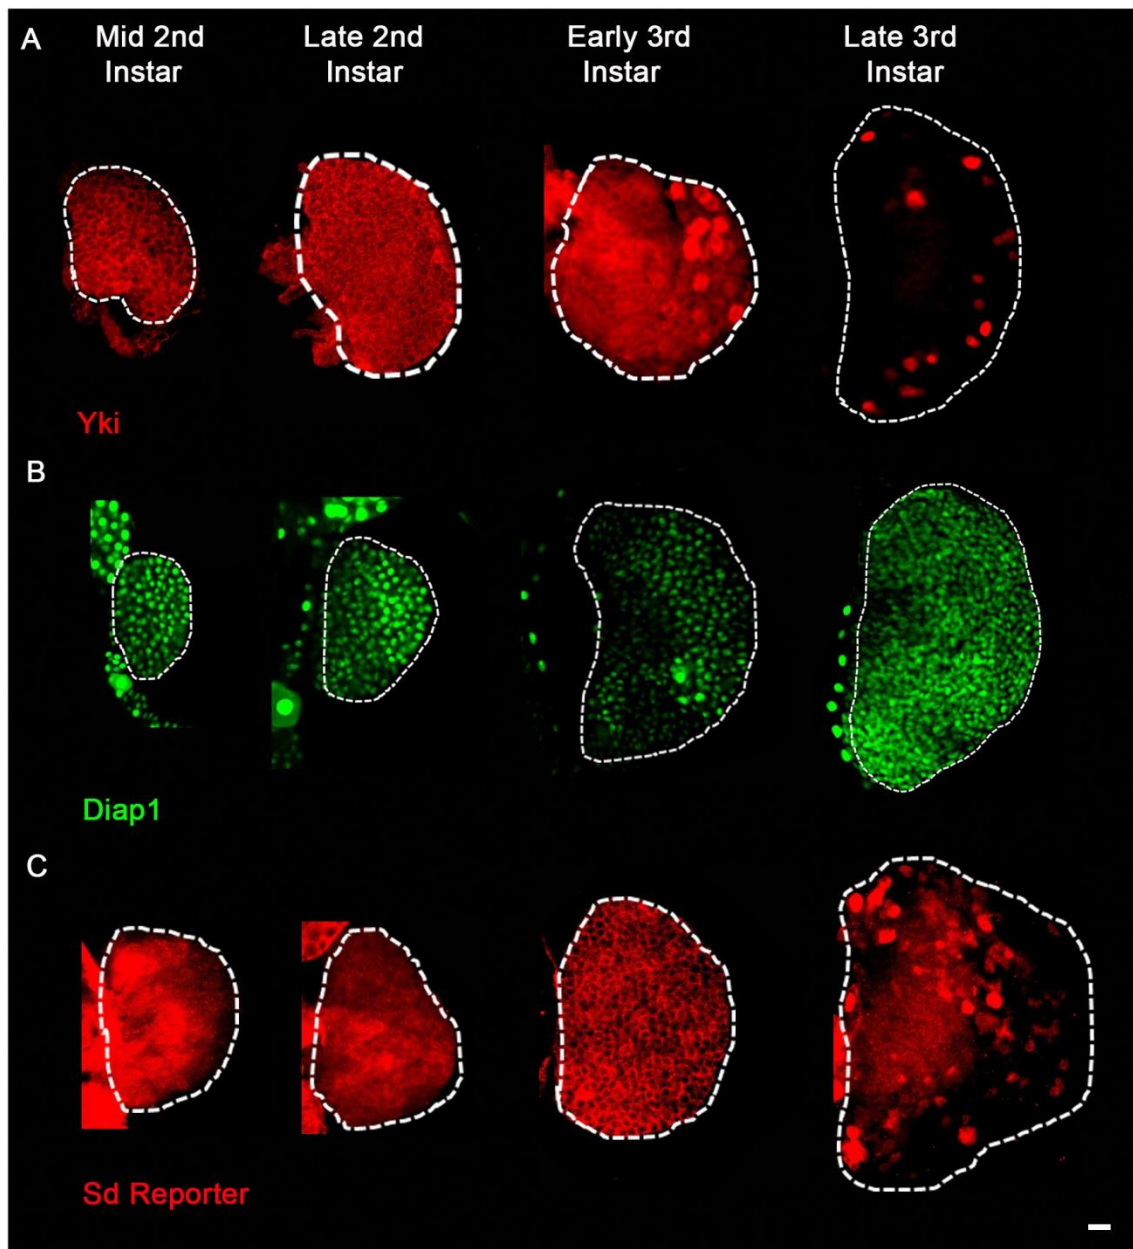 A
Mid 2nd
Instar
Late 2nd
Instar
Early 3rd
Instar
Late 3rd
Instar
Yki
B
Diap1
C
Sd Reporter